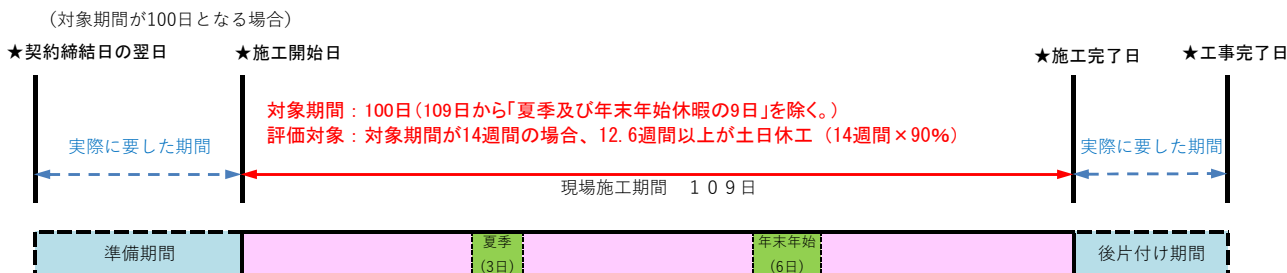 （対象期間が100日となる場合）
★契約締結日の翌日 ★施工開始日 ★施工完了日 ★工事完了日
対象期間：100日(109日から｢夏季及び年末年始休暇の9日｣を除く。)
評価対象：対象期間が14週間の場合、12.6週間以上が土日休工（14週間×90%）
実際に要した期間 実際に要した期間
現場施工期間　１０９日
準備期間 夏季 年末年始 後片付け期間
(3日) (6日)